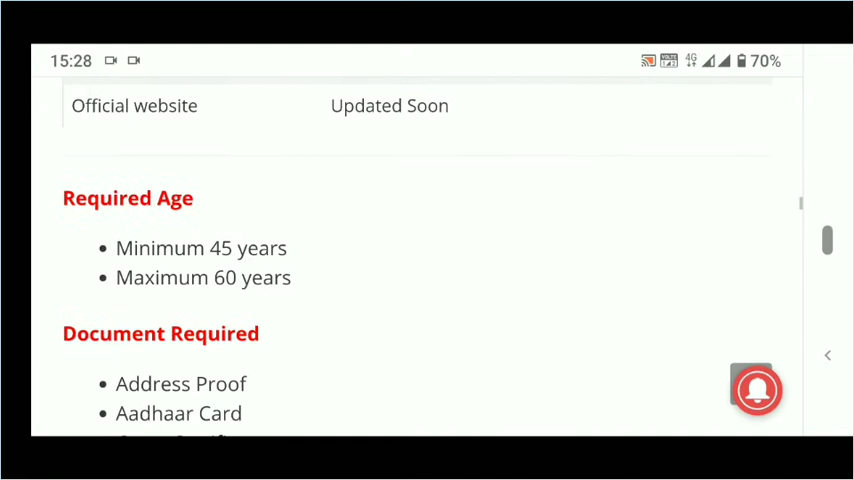 15:28 4G 70%
Official website Updated Soon
Required Age
Minimum 45 years
Maximum 60 years
Document Required
Address Proof
Aadhaar Card